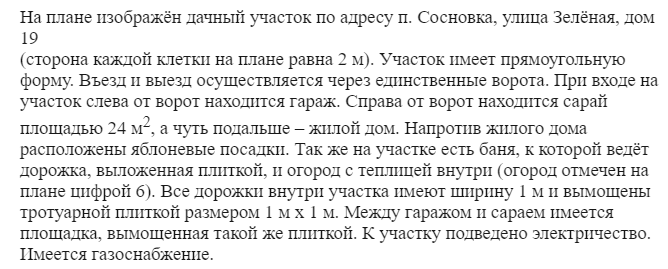 На плане изображён дачный участок по адресу п. Сосновка, улица Зелёная, дом
19
(сторона каждой клетки на плане равна 2 м). Участок имеет прямоугольную
форму. Въезд и выезд осуществляется через единственные ворота. При входе на
участок слева от ворот находится гараж. Справа от ворот находится сарай
площадью 24 м², а чуть подальше – жилой дом. Напротив жилого дома
расположены яблоневые посадки. Так же на участке есть баня, к которой ведёт
дорожка, выложенная плиткой, и огород с теплицей внутри (огород отмечен на
плане цифрой 6). Все дорожки внутри участка имеют ширину 1 м и вымощены
тротуарной плиткой размером 1 м х 1 м. Между гаражом и сараем имеется
площадка, вымощенная такой же плиткой. К участку подведено электричество.
Имеется газоснабжение.